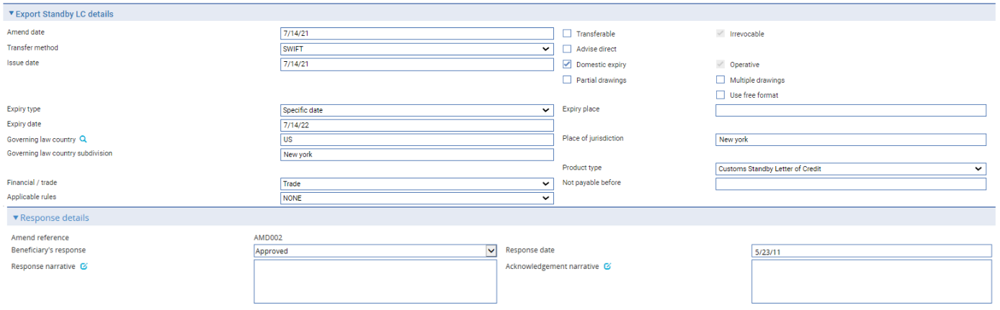 Export Standby LC details
Amend date 7/14/21 Transferable Irrevocable
Transfer method SWIFT Advise direct
Issue date 7/14/21 Domestic expiry Operative
Partial drawings Multiple drawings
Use free format
Expiry type Specific date Expiry place
Expiry date 7/14/22
Governing law country US Place of jurisdiction New york
Governing law country subdivision New york
Product type Customs Standby Letter of Credit
Financial / trade Trade Not payable before
Applicable rules NONE
Response details
Amend reference AMD002
Beneficiary's response Approved Response date 5/23/11
Response narrative Acknowledgement narrative